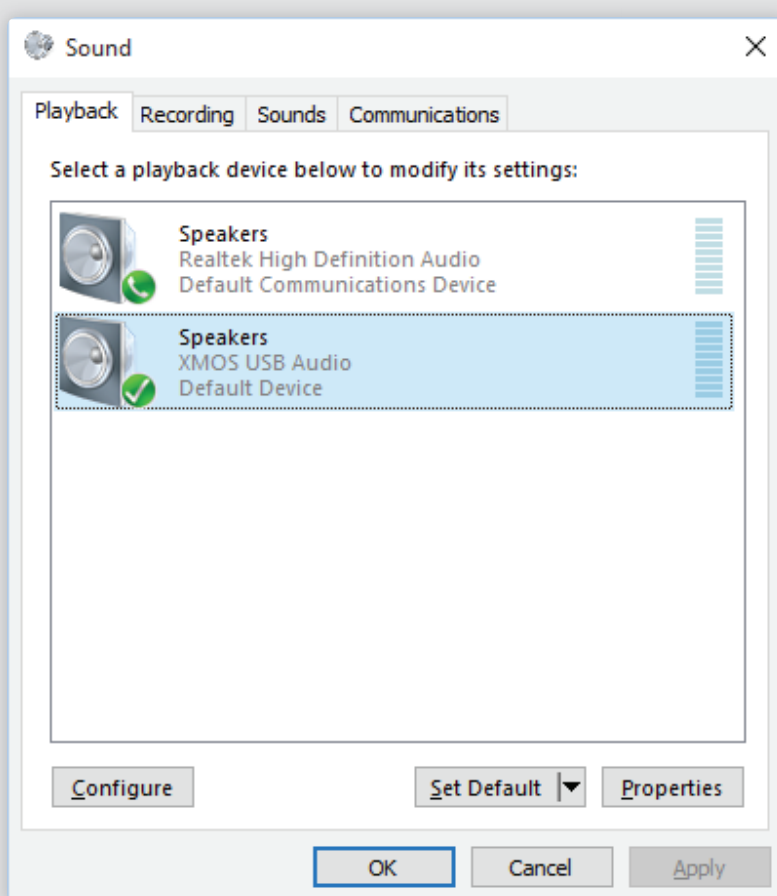 Sound
Playback Recording Sounds Communications
Select a playback device below to modify its settings:
Speakers
Realtek High Definition Audio
Default Communications Device
Speakers
XMOS USB Audio
Default Device
Configure Set Default Properties
OK Cancel Apply